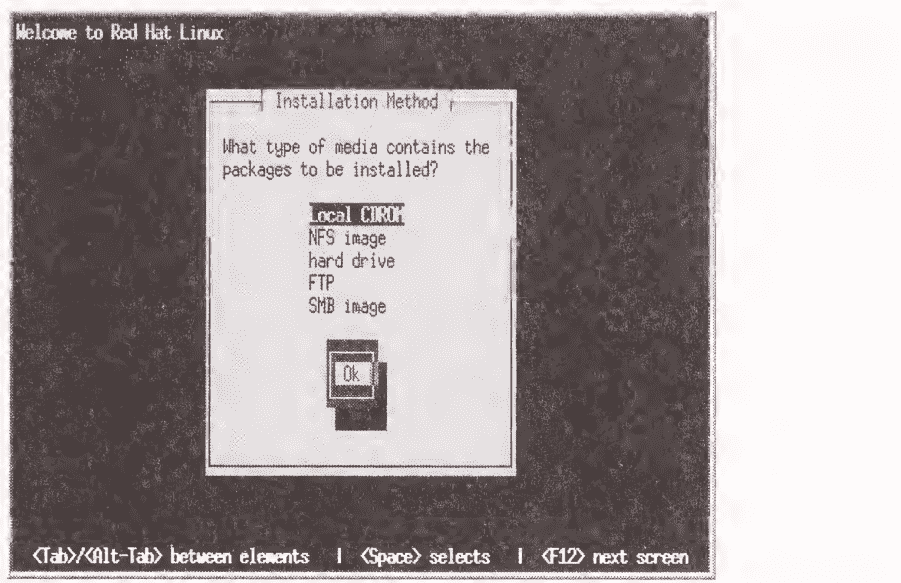 Welcome to Red Hat Linux
Installation Method
What type of media contains the
packages to be installed?
Local CDROM
NFS image
hard drive
FTP
SMB image
Ok
<Tab>/<Alt-Tab> between elements | <Space> selects | <F12> next screen